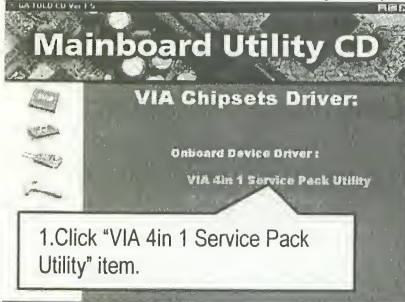 Mainboard Utility CD
VIA Chipsets Driver:
Onboard Device Driver :
VIA 4in 1 Service Pack Utility
1.Click “VIA 4in 1 Service Pack
Utility” item.